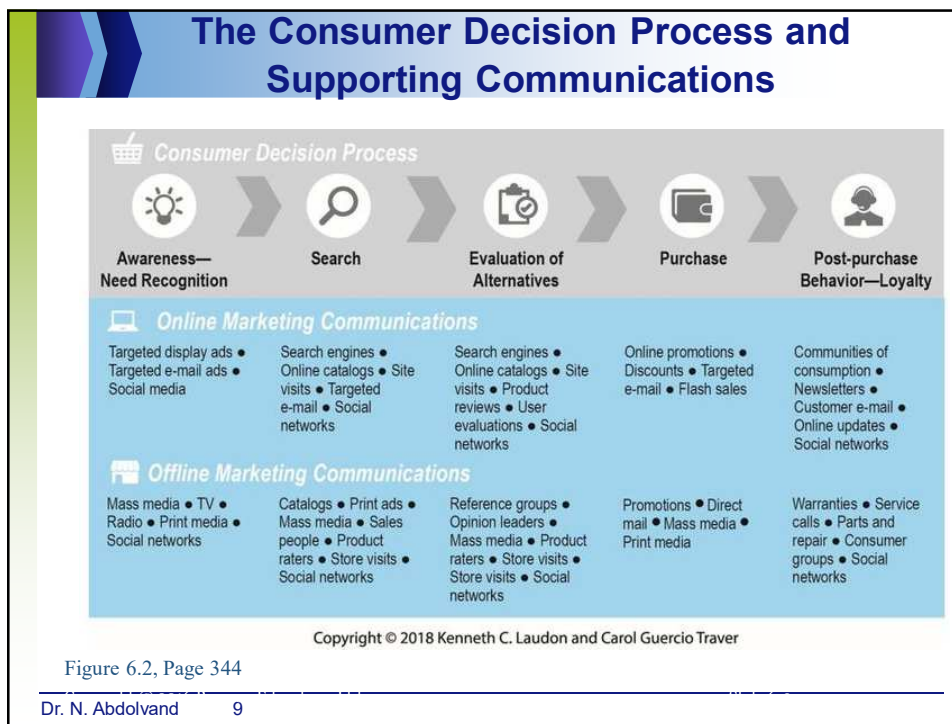 The Consumer Decision Process and
Supporting Communications
Consumer Decision Process
Awareness—
Need Recognition
Search
Evaluation of
Alternatives
Purchase
Post-purchase
Behavior—Loyalty
Online Marketing Communications
Targeted display ads ●
Targeted e-mail ads ●
Social media
Search engines ●
Online catalogs ● Site
visits ● Targeted
e-mail ● Social
networks
Search engines ●
Online catalogs ● Site
visits ● Product
reviews ● User
evaluations ● Social
networks
Online promotions ●
Discounts ● Targeted
e-mail ● Flash sales
Communities of
consumption ●
Newsletters ●
Customer e-mail ●
Online updates ●
Social networks
Offline Marketing Communications
Mass media ● TV ●
Radio ● Print media ●
Social networks
Catalogs ● Print ads ●
Mass media ● Sales
people ● Product
raters ● Store visits ●
Social networks
Reference groups ●
Opinion leaders ●
Mass media ● Product
raters ● Store visits ●
Store visits ● Social
networks
Promotions ● Direct
mail ● Mass media ●
Print media
Warranties ● Service
calls ● Parts and
repair ● Consumer
groups ● Social
networks
Copyright © 2018 Kenneth C. Laudon and Carol Guercio Traver
Figure 6.2, Page 344
Dr. N. Abdolvand 9